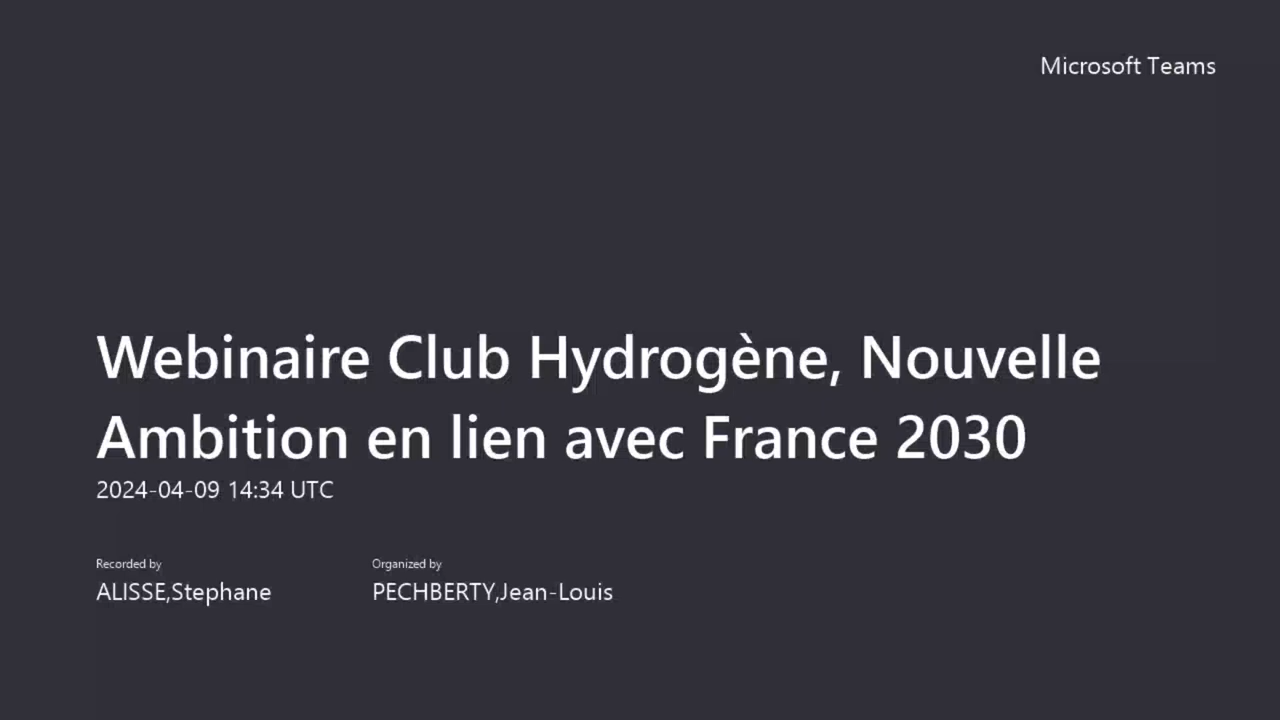 Microsoft Teams
Webinaire Club Hydrogène, Nouvelle
Ambition en lien avec France 2030
2024-04-09 14:34 UTC
Recorded by
ALISSE,Stephane
Organized by
PECHBERTY,Jean-Louis